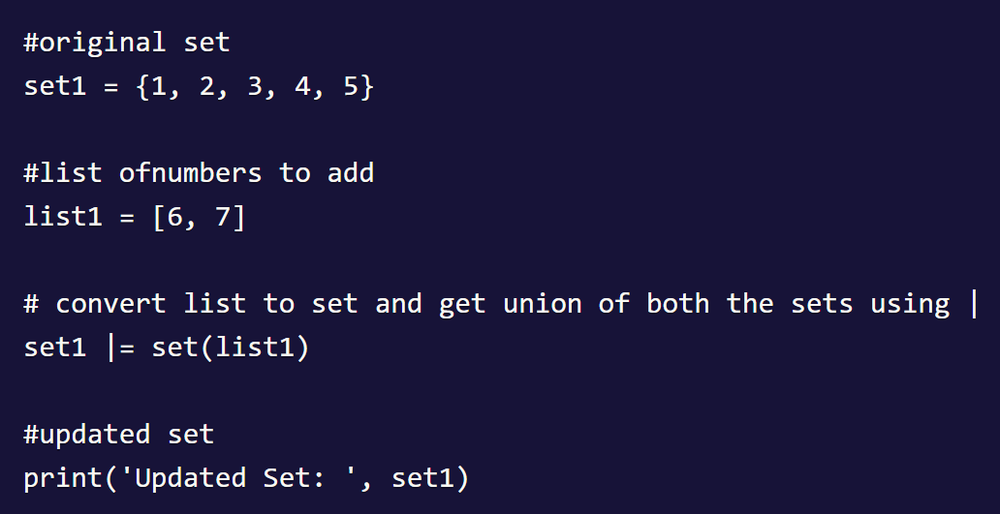 #original set
set1 = {1, 2, 3, 4, 5}
#list ofnumbers to add
list1 = [6, 7]
# convert list to set and get union of both the sets using |
set1 |= set(list1)
#updated set
print('Updated Set: ', set1)